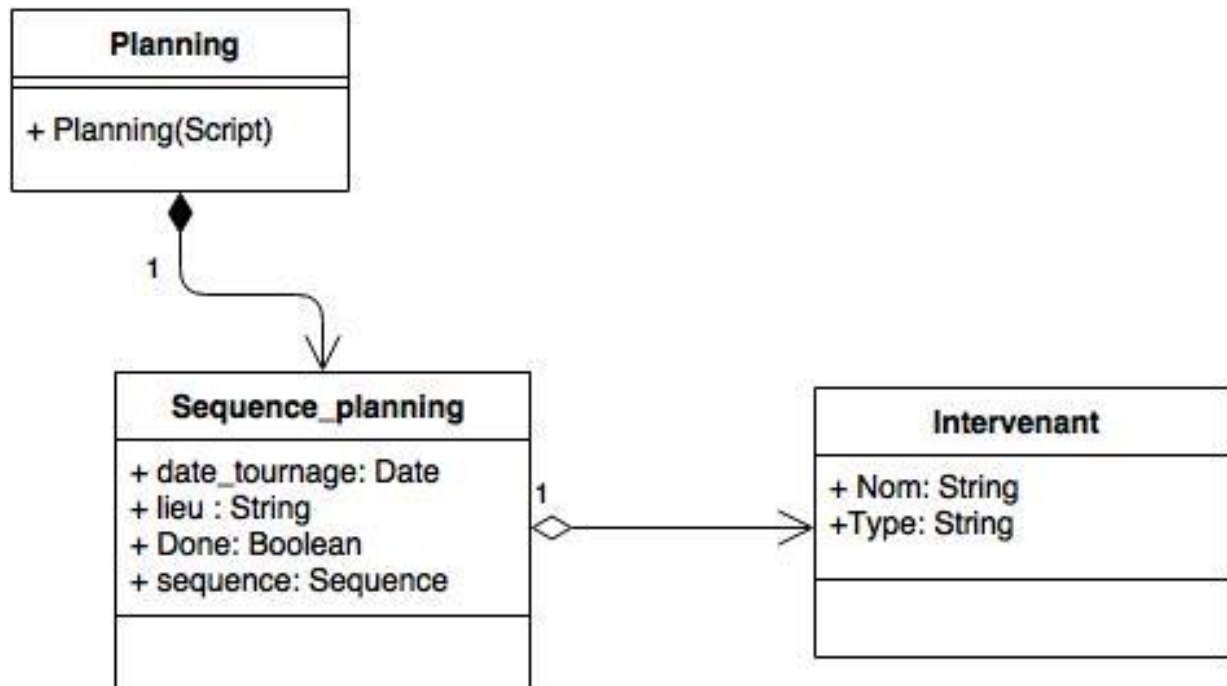 Planning
+ Planning(Script)
1
Sequence_planning
+ date_tournage: Date
+ lieu : String
+ Done: Boolean
+ sequence: Sequence
1
Intervenant
+ Nom: String
+Type: String